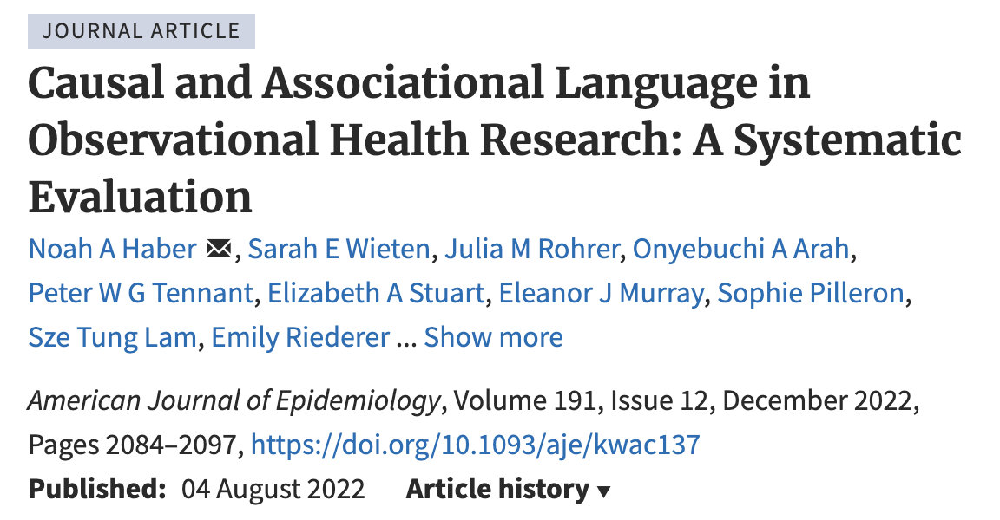 JOURNAL ARTICLE
Causal and Associational Language in
Observational Health Research: A Systematic
Evaluation
Noah A Haber, Sarah E Wieten, Julia M Rohrer, Onyebuchi A Arah,
Peter W G Tennant, Elizabeth A Stuart, Eleanor J Murray, Sophie Pilleron,
Sze Tung Lam, Emily Riederer ... Show more
American Journal of Epidemiology, Volume 191, Issue 12, December 2022,
Pages 2084–2097, https://doi.org/10.1093/aje/kwac137
Published: 04 August 2022 Article history ▾